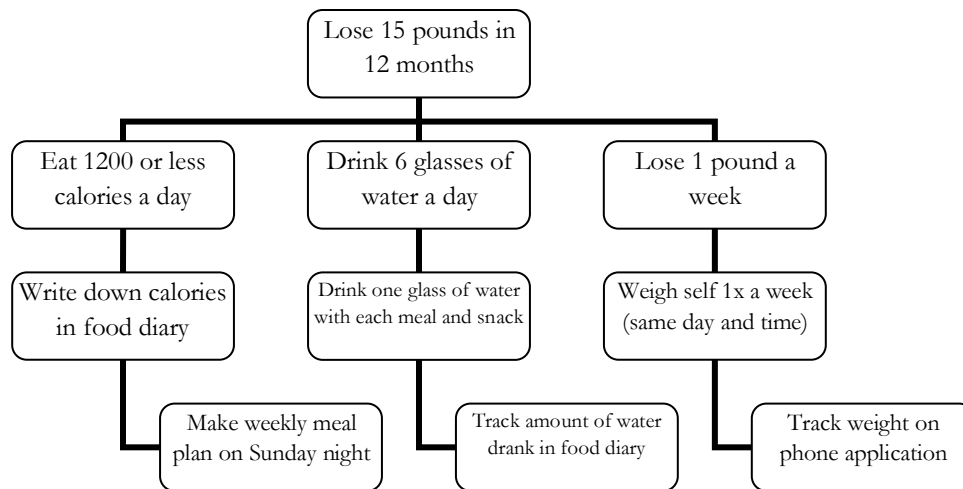 Lose 15 pounds in
12 months
Eat 1200 or less
calories a day
Drink 6 glasses of
water a day
Lose 1 pound a
week
Write down calories
in food diary
Drink one glass of water
with each meal and snack
Weigh self 1x a week
(same day and time)
Make weekly meal
plan on Sunday night
Track amount of water
drank in food diary
Track weight on
phone application